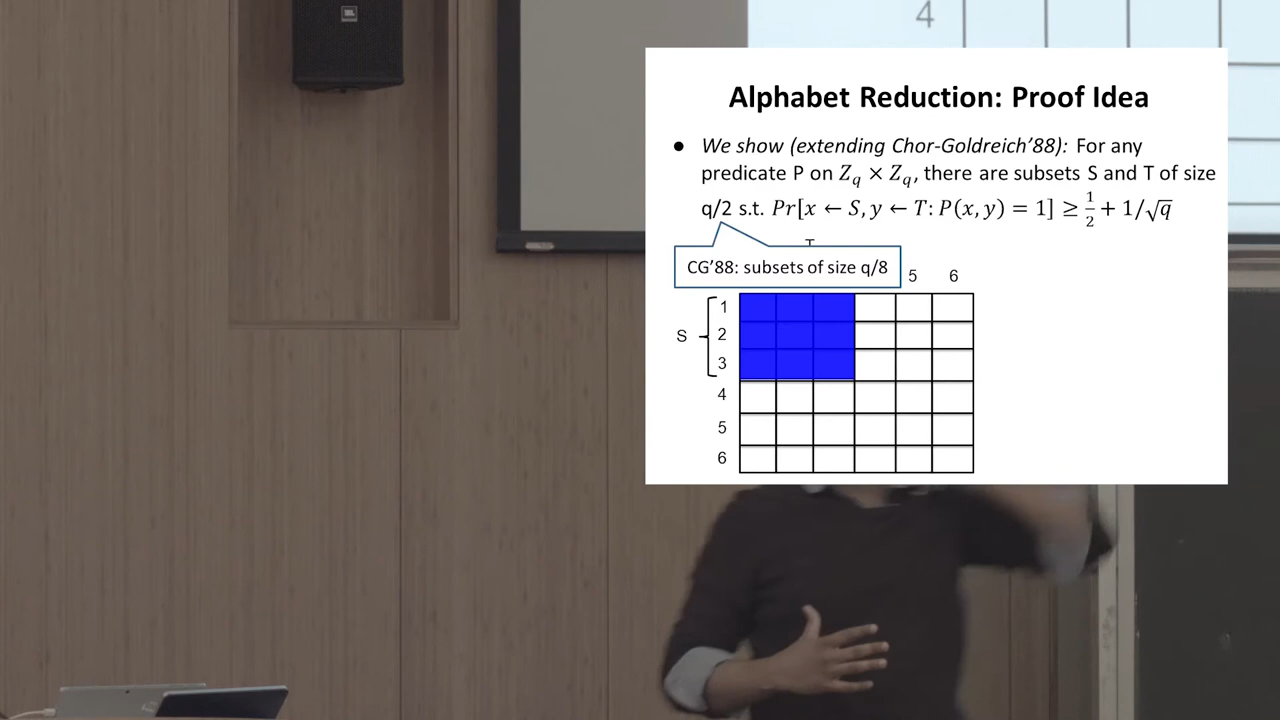 JBL
4
Alphabet Reduction: Proof Idea
● We show (extending Chor-Goldreich'88): For any
predicate P on Z_q × Z_q, there are subsets S and T of size
q/2 s.t. Pr[x ← S, y ← T: P(x, y) = 1] ≥ 1/2 + 1/√q
CG'88: subsets of size q/8
5 6
1
S 2
3
4
5
6